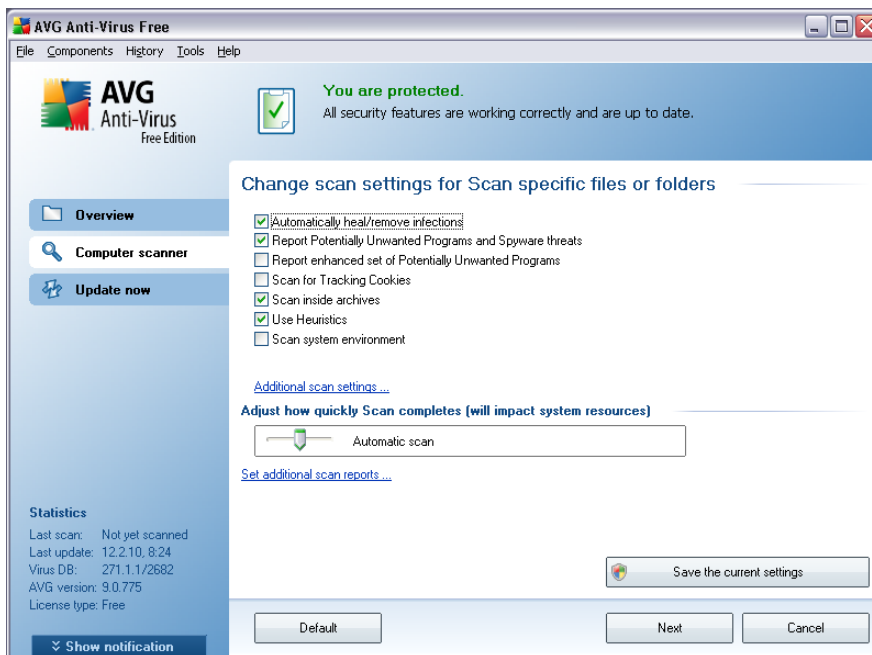 AVG Anti-Virus Free
File Components History Tools Help
AVG
Anti-Virus
Free Edition
You are protected.
All security features are working correctly and are up to date.
Overview
Computer scanner
Update now
Change scan settings for Scan specific files or folders
Automatically heal/remove infections
Report Potentially Unwanted Programs and Spyware threats
Report enhanced set of Potentially Unwanted Programs
Scan for Tracking Cookies
Scan inside archives
Use Heuristics
Scan system environment
Additional scan settings ...
Adjust how quickly Scan completes (will impact system resources)
Automatic scan
Set additional scan reports ...
Statistics
Last scan: Not yet scanned
Last update: 12.2.10, 8:24
Virus DB: 271.1.1/2682
AVG version: 9.0.775
License type: Free
Show notification
Save the current settings
Default
Next
Cancel